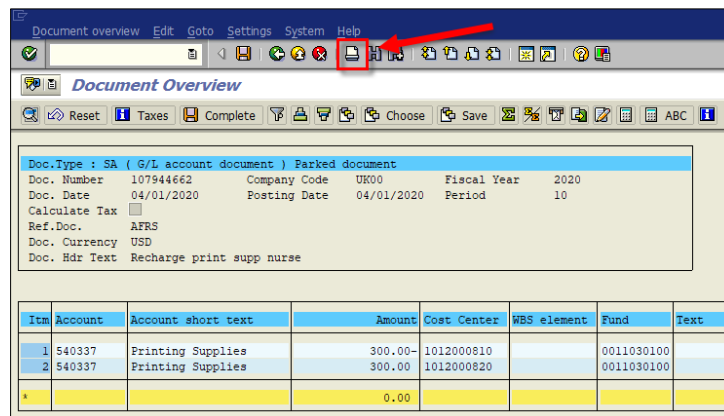 Document overview Edit Goto Settings System Help
Document Overview
Reset Taxes Complete Choose Save ABC
Doc.Type : SA ( G/L account document ) Parked document
Doc. Number 107944662 Company Code UK00 Fiscal Year 2020
Doc. Date 04/01/2020 Posting Date 04/01/2020 Period 10
Calculate Tax
Ref.Doc. AFRS
Doc. Currency USD
Doc. Hdr Text Recharge print supp nurse
Itm Account Account short text Amount Cost Center WBS element Fund Text
1 540337 Printing Supplies 300.00- 1012000810 0011030100
2 540337 Printing Supplies 300.00 1012000820 0011030100
* 0.00